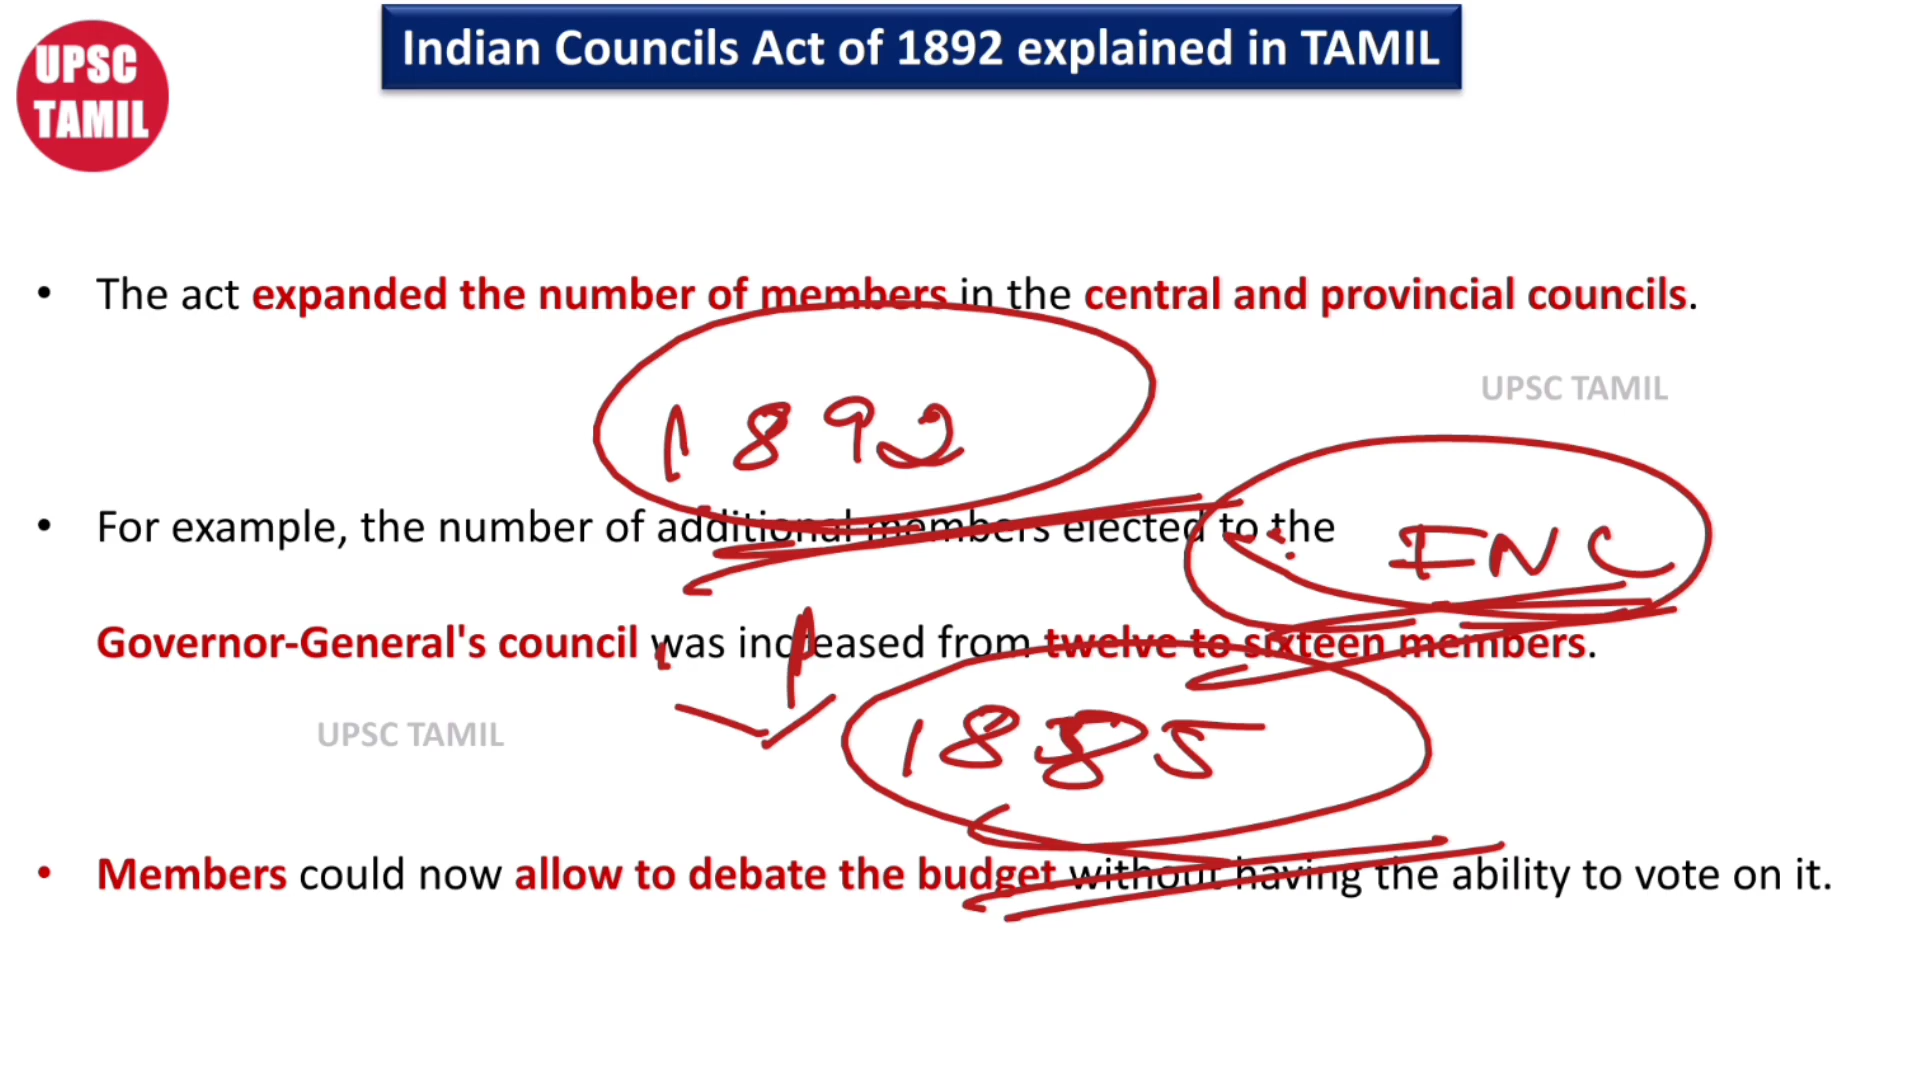 UPSC
TAMIL
Indian Councils Act of 1892 explained in TAMIL
• The act expanded the number of members in the central and provincial councils.
UPSC TAMIL
1892
• For example, the number of additional members elected to the
INC
Governor-General's council was increased from twelve to sixteen members.
UPSC TAMIL
1885
• Members could now allow to debate the budget without having the ability to vote on it.